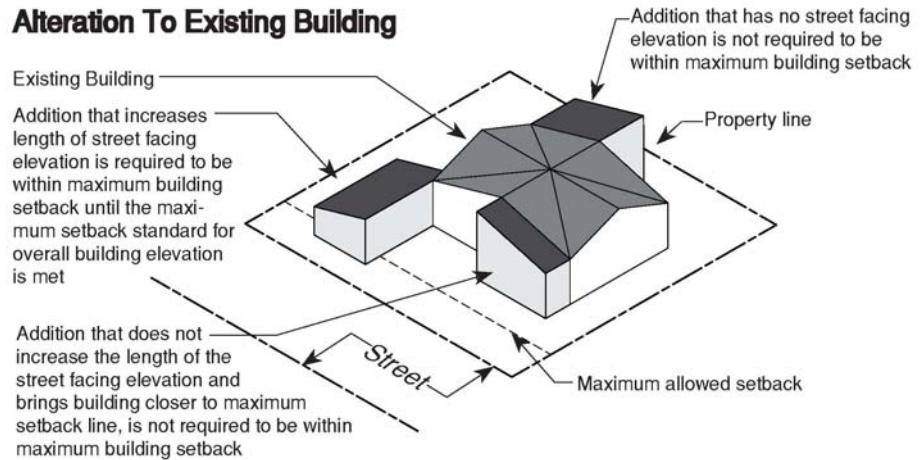 Alteration To Existing Building
Existing Building
Addition that increases
length of street facing
elevation is required to be
within maximum building
setback until the maxi-
mum setback standard for
overall building elevation
is met
Addition that does not
increase the length of the
street facing elevation and
brings building closer to maximum
setback line, is not required to be within
maximum building setback
Addition that has no street facing
elevation is not required to be
within maximum building setback
Property line
Street
Maximum allowed setback